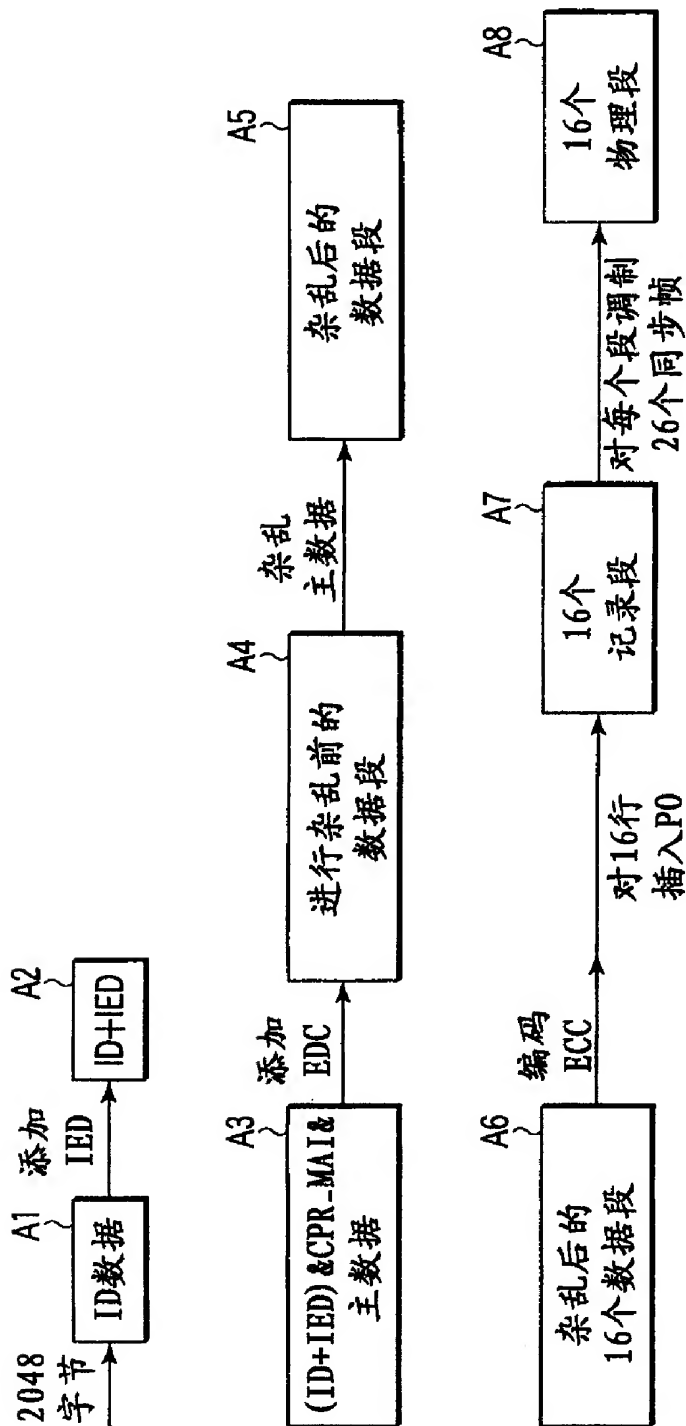 2048
字节
A1
ID数据
添加
IED
A2
ID+IED
A3
(ID+IED)&CPR_MAI&
主数据
添加
EDC
A4
进行杂乱前的
数据段
杂乱
主数据
A5
杂乱后的
数据段
A6
杂乱后的
16个数据段
编码
ECC
对16行
插入PO
A7
16个
记录段
对每个段调制
26个同步帧
A8
16个
物理段